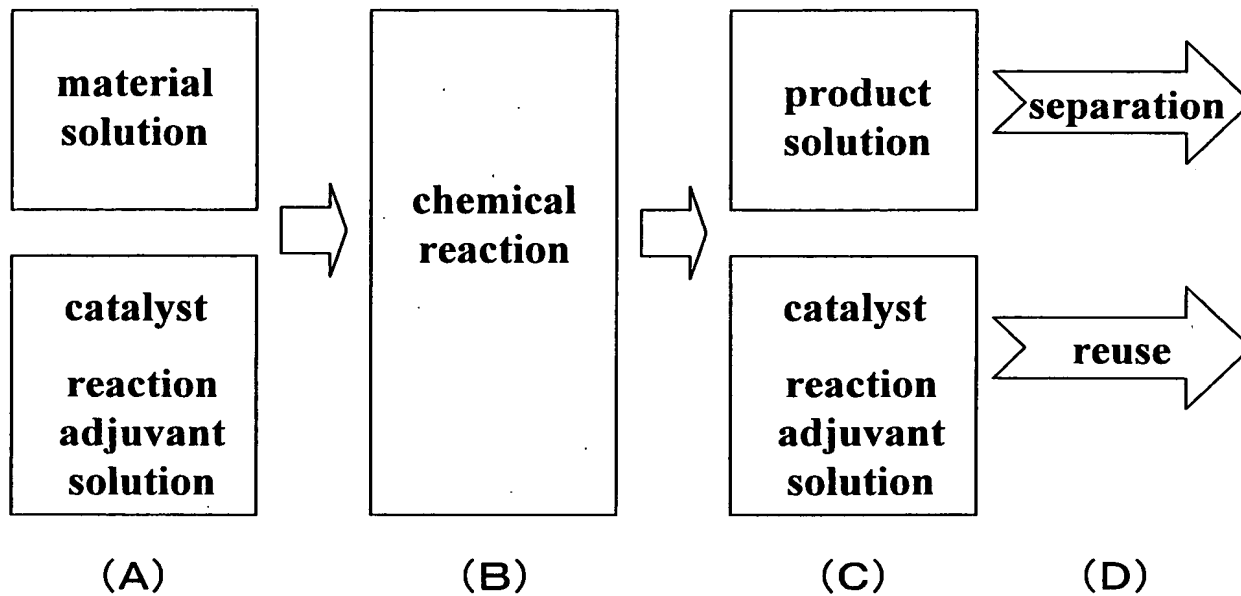 material
solution
catalyst
reaction
adjuvant
solution
chemical
reaction
product
solution
catalyst
reaction
adjuvant
solution
separation
reuse
(A)
(B)
(C)
(D)